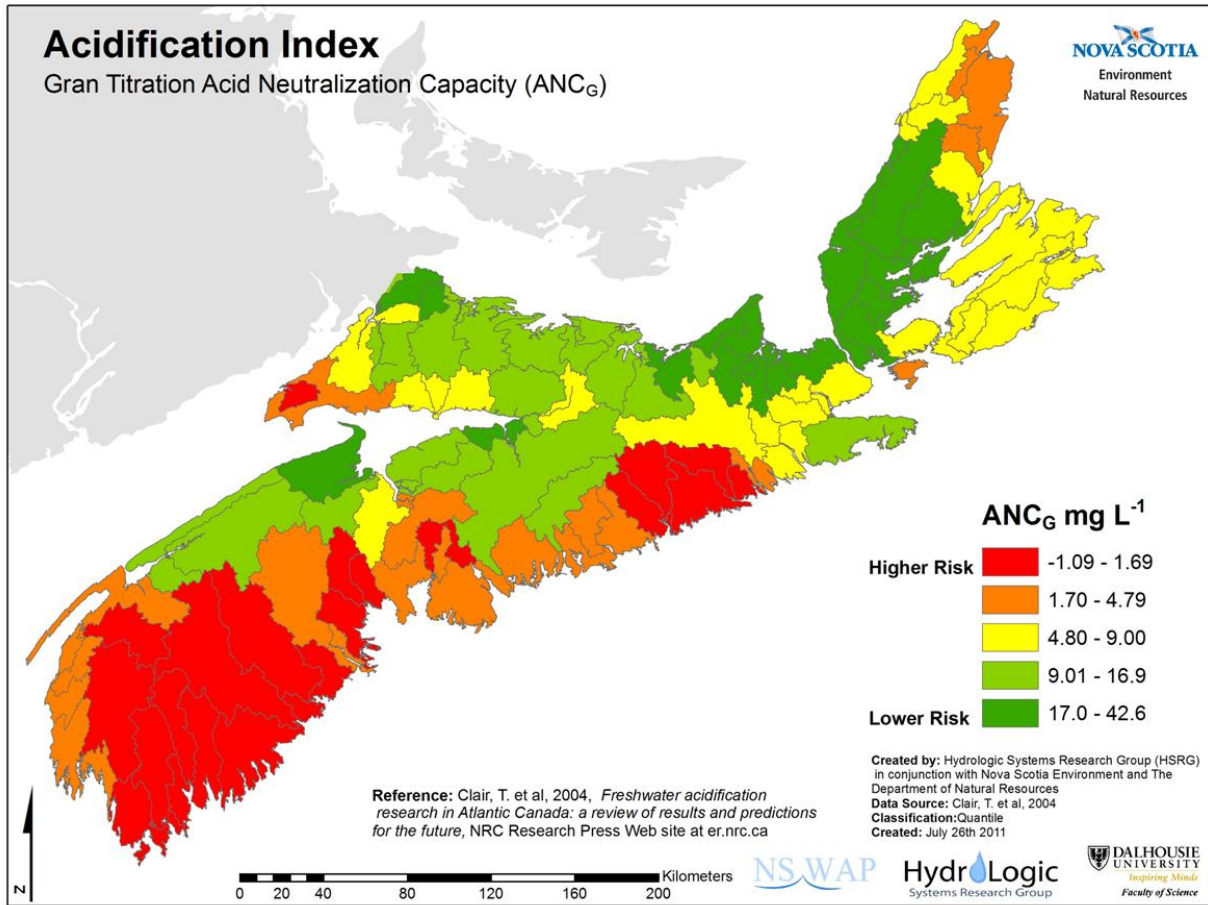 Acidification Index
Gran Titration Acid Neutralization Capacity (ANCG)
NOVA SCOTIA
Environment
Natural Resources
ANCG mg L-1
Higher Risk
-1.09 - 1.69
1.70 - 4.79
4.80 - 9.00
9.01 - 16.9
Lower Risk
17.0 - 42.6
Created by: Hydrologic Systems Research Group (HSRG)
in conjunction with Nova Scotia Environment and The
Department of Natural Resources
Data Source: Clair, T. et al, 2004
Classification:Quantile
Created: July 26th 2011
Reference: Clair, T. et al, 2004, Freshwater acidification
research in Atlantic Canada: a review of results and predictions
for the future, NRC Research Press Web site at er.nrc.ca
N
0 20 40 80 120 160 200
Kilometers
NSWAP
HydroLogic
Systems Research Group
DALHOUSIE
UNIVERSITY
Inspiring Minds
Faculty of Science